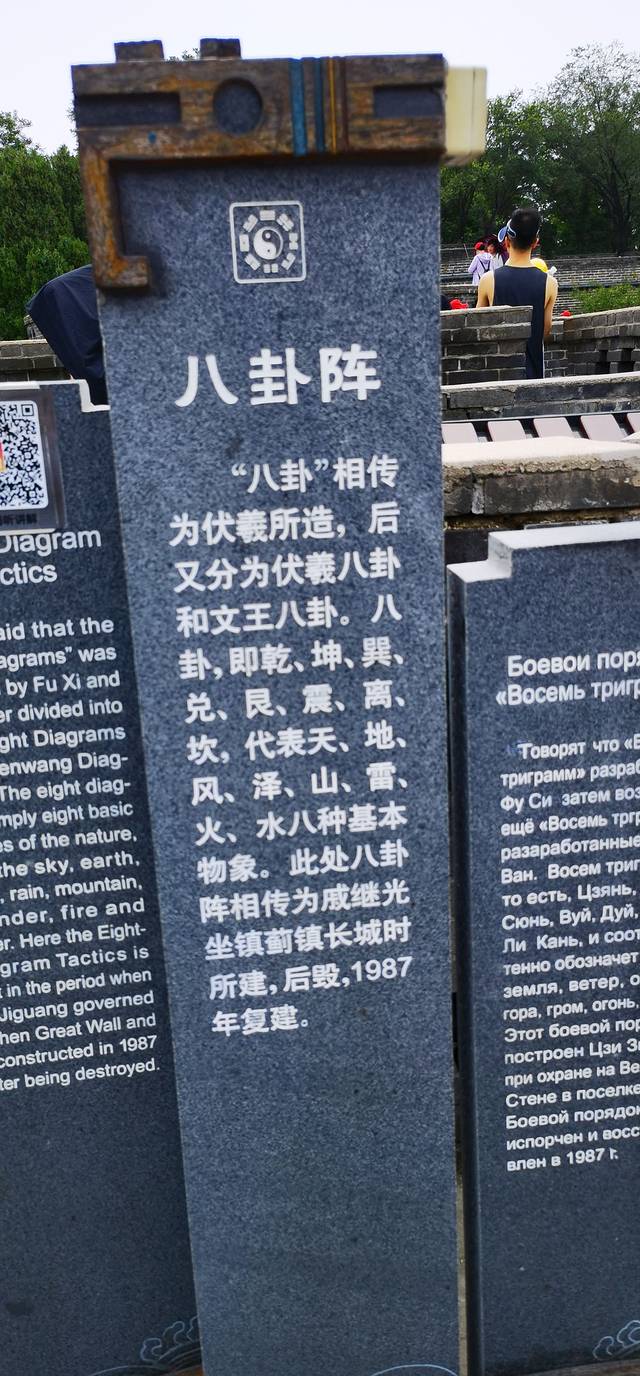 八卦阵
“八卦”相传
为伏羲所造，后
又分为伏羲八卦
和文王八卦。八
卦，即乾、坤、巽、
兑、艮、震、离、
坎，代表天、地、
风、泽、山、雷、
火、水八种基本
物象。此处八卦
阵相传为戚继光
坐镇蓟镇长城时
所建，后毁，1987
年复建。
Diagram
ctics
aid that the
agrams” was
by Fu Xi and
er divided into
ght Diagrams
enwang Diag-
The eight diag-
mply eight basic
es of the nature,
the sky, earth,
, rain, mountain,
nder, fire and
er. Here the Eight-
gram Tactics is
t in the period when
Jiguang governed
hen Great Wall and
constructed in 1987
ter being destroyed.
Боевои поря
«Восемь триг
Говорят что «В
триграмм» разраб
Фу Си затем воз
ещё «Восемь тргр
разаработанные
Ван. Восем триг
то есть, Цзянь,
Сюнь, Вуй, Дуй,
Ли Кань, и соот
тенно обозначет
земля, ветер, о
гора, гром, огонь,
Этот боевой пор
построен Цзи Э
при охране на Ве
Стене в поселке
Боевой порядок
испорчен и восс
влен в 1987 г.